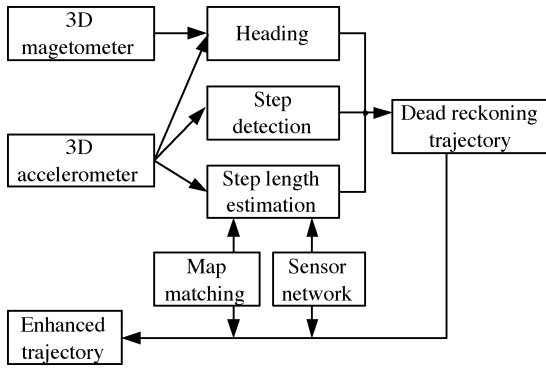 3D
magetometer
Heading
Step
detection
Dead reckoning
trajectory
3D
accelerometer
Step length
estimation
Map
matching
Sensor
network
Enhanced
trajectory